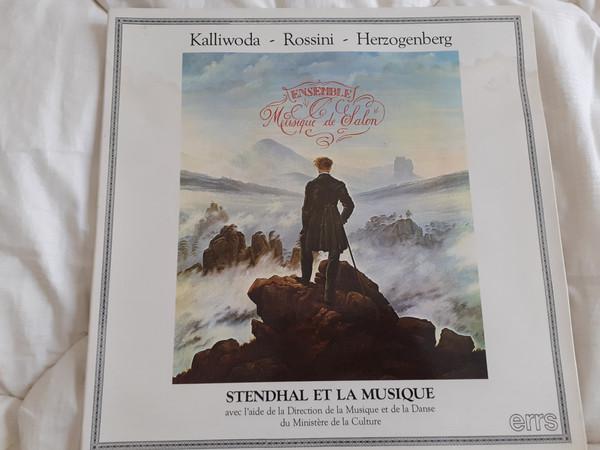 Kalliwoda - Rossini - Herzogenberg
ENSEMBLE
Musique de Salon
STENDHAL ET LA MUSIQUE
avec l'aide de la Direction de la Musique et de la Danse
du Ministère de la Culture
errs